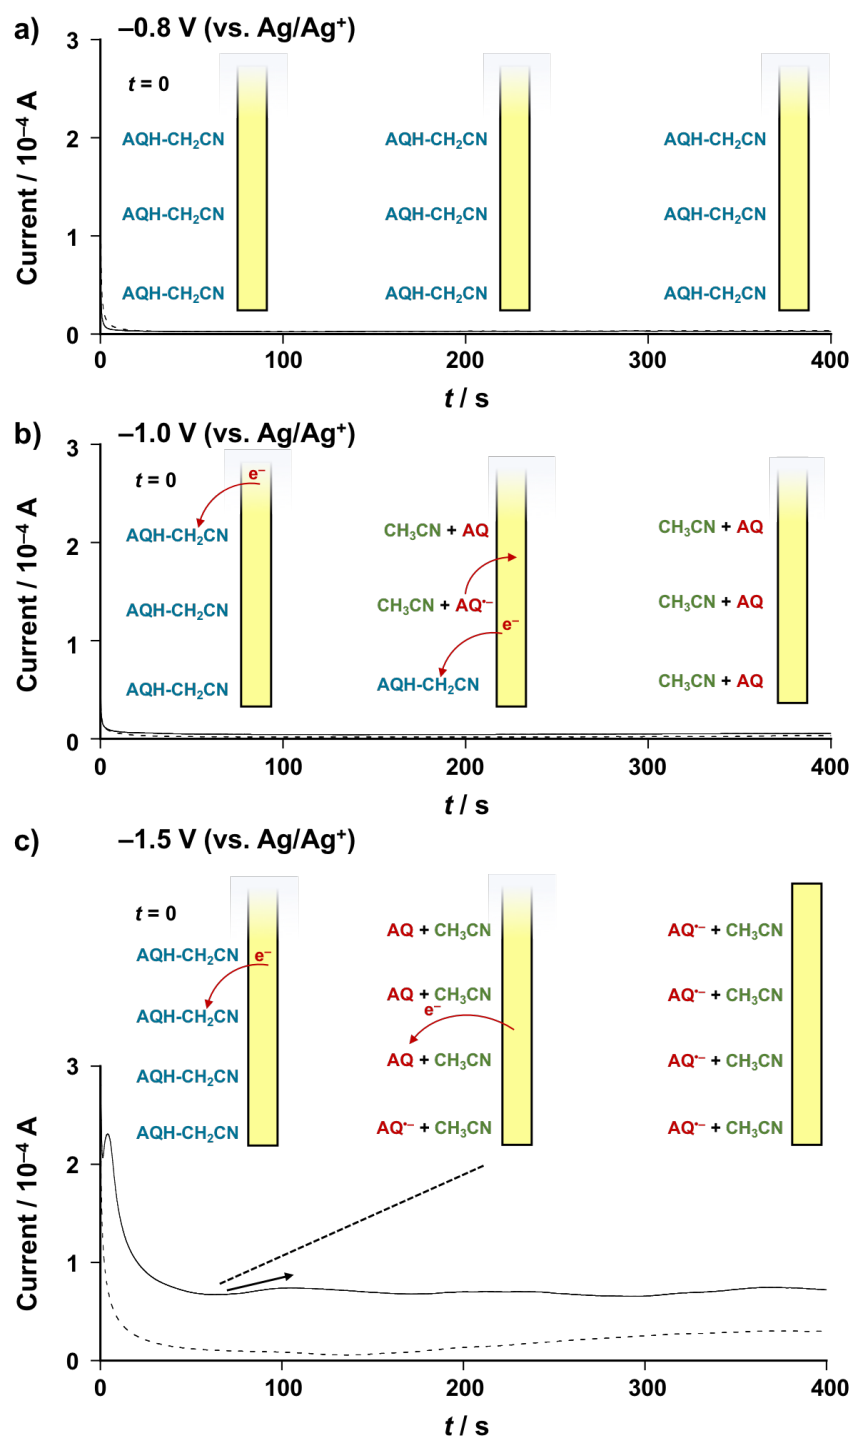 a) –0.8 V (vs. Ag/Ag⁺)
3
t = 0
2
AQH-CH₂CN AQH-CH₂CN AQH-CH₂CN
AQH-CH₂CN AQH-CH₂CN AQH-CH₂CN
1
AQH-CH₂CN AQH-CH₂CN AQH-CH₂CN
0
Current / 10⁻⁴ A
0 100 200 300 400
t / s
b) –1.0 V (vs. Ag/Ag⁺)
3
e⁻
t = 0
AQH-CH₂CN CH₃CN + AQ CH₃CN + AQ
2
AQH-CH₂CN CH₃CN + AQ•⁻ CH₃CN + AQ
e⁻
1
AQH-CH₂CN AQH-CH₂CN CH₃CN + AQ
0
Current / 10⁻⁴ A
0 100 200 300 400
t / s
c) –1.5 V (vs. Ag/Ag⁺)
t = 0
AQH-CH₂CN AQ + CH₃CN AQ•⁻ + CH₃CN
e⁻
AQH-CH₂CN AQ + CH₃CN AQ•⁻ + CH₃CN
e⁻
AQH-CH₂CN AQ + CH₃CN AQ•⁻ + CH₃CN
AQH-CH₂CN AQ•⁻ + CH₃CN AQ•⁻ + CH₃CN
3
2
1
0
Current / 10⁻⁴ A
0 100 200 300 400
t / s